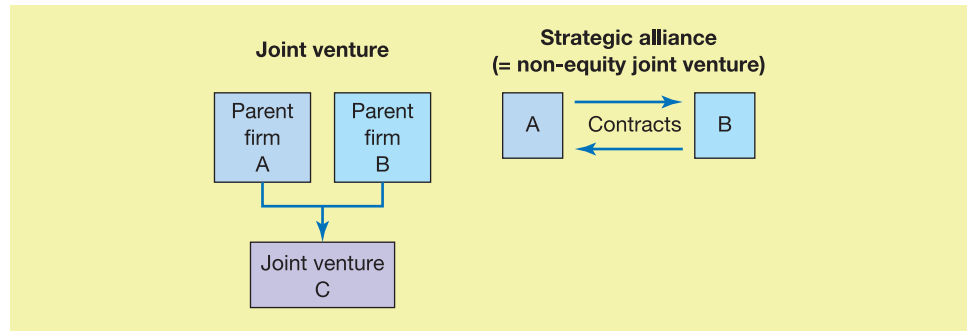 Joint venture
Parent
firm
A
Parent
firm
B
Joint venture
C
Strategic alliance
(= non-equity joint venture)
A
Contracts
B